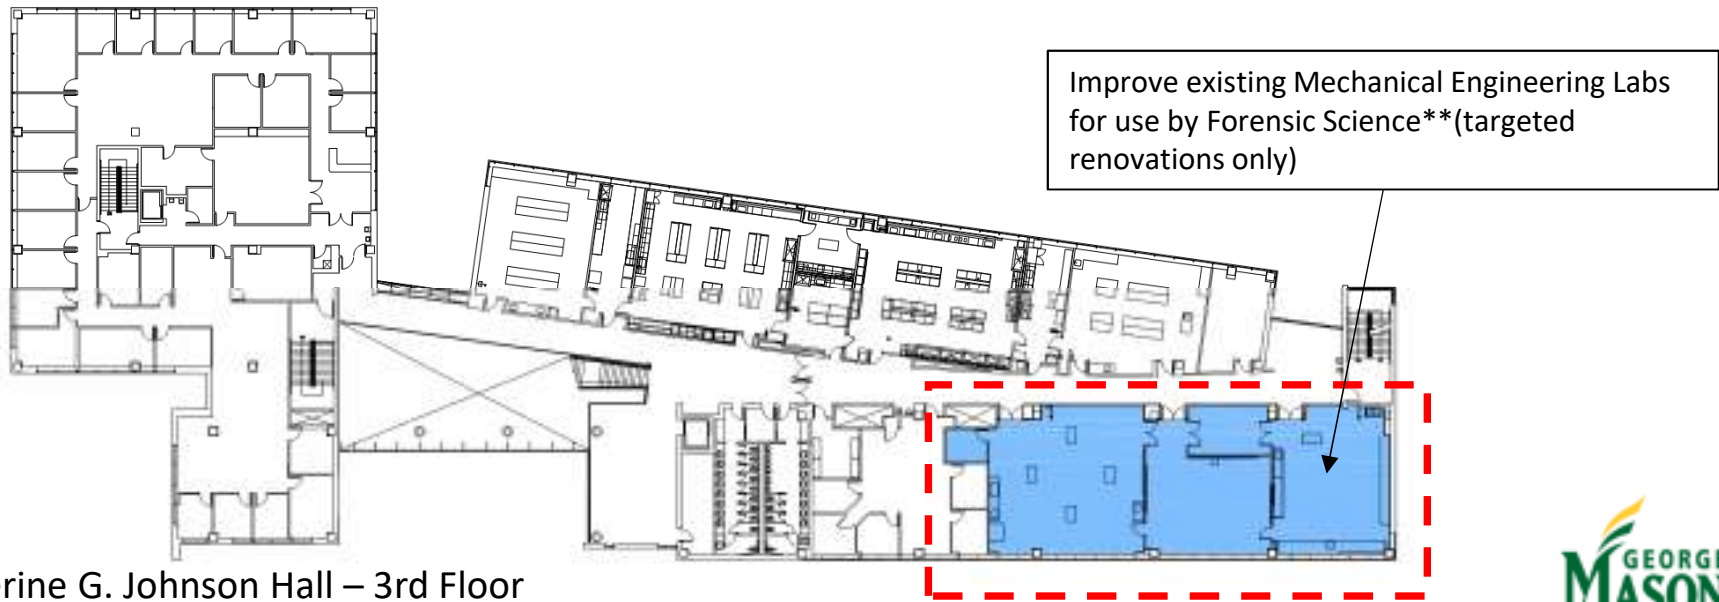 Improve existing Mechanical Engineering Labs
for use by Forensic Science**(targeted
renovations only)
erine G. Johnson Hall – 3rd Floor
GEORGE
MASON